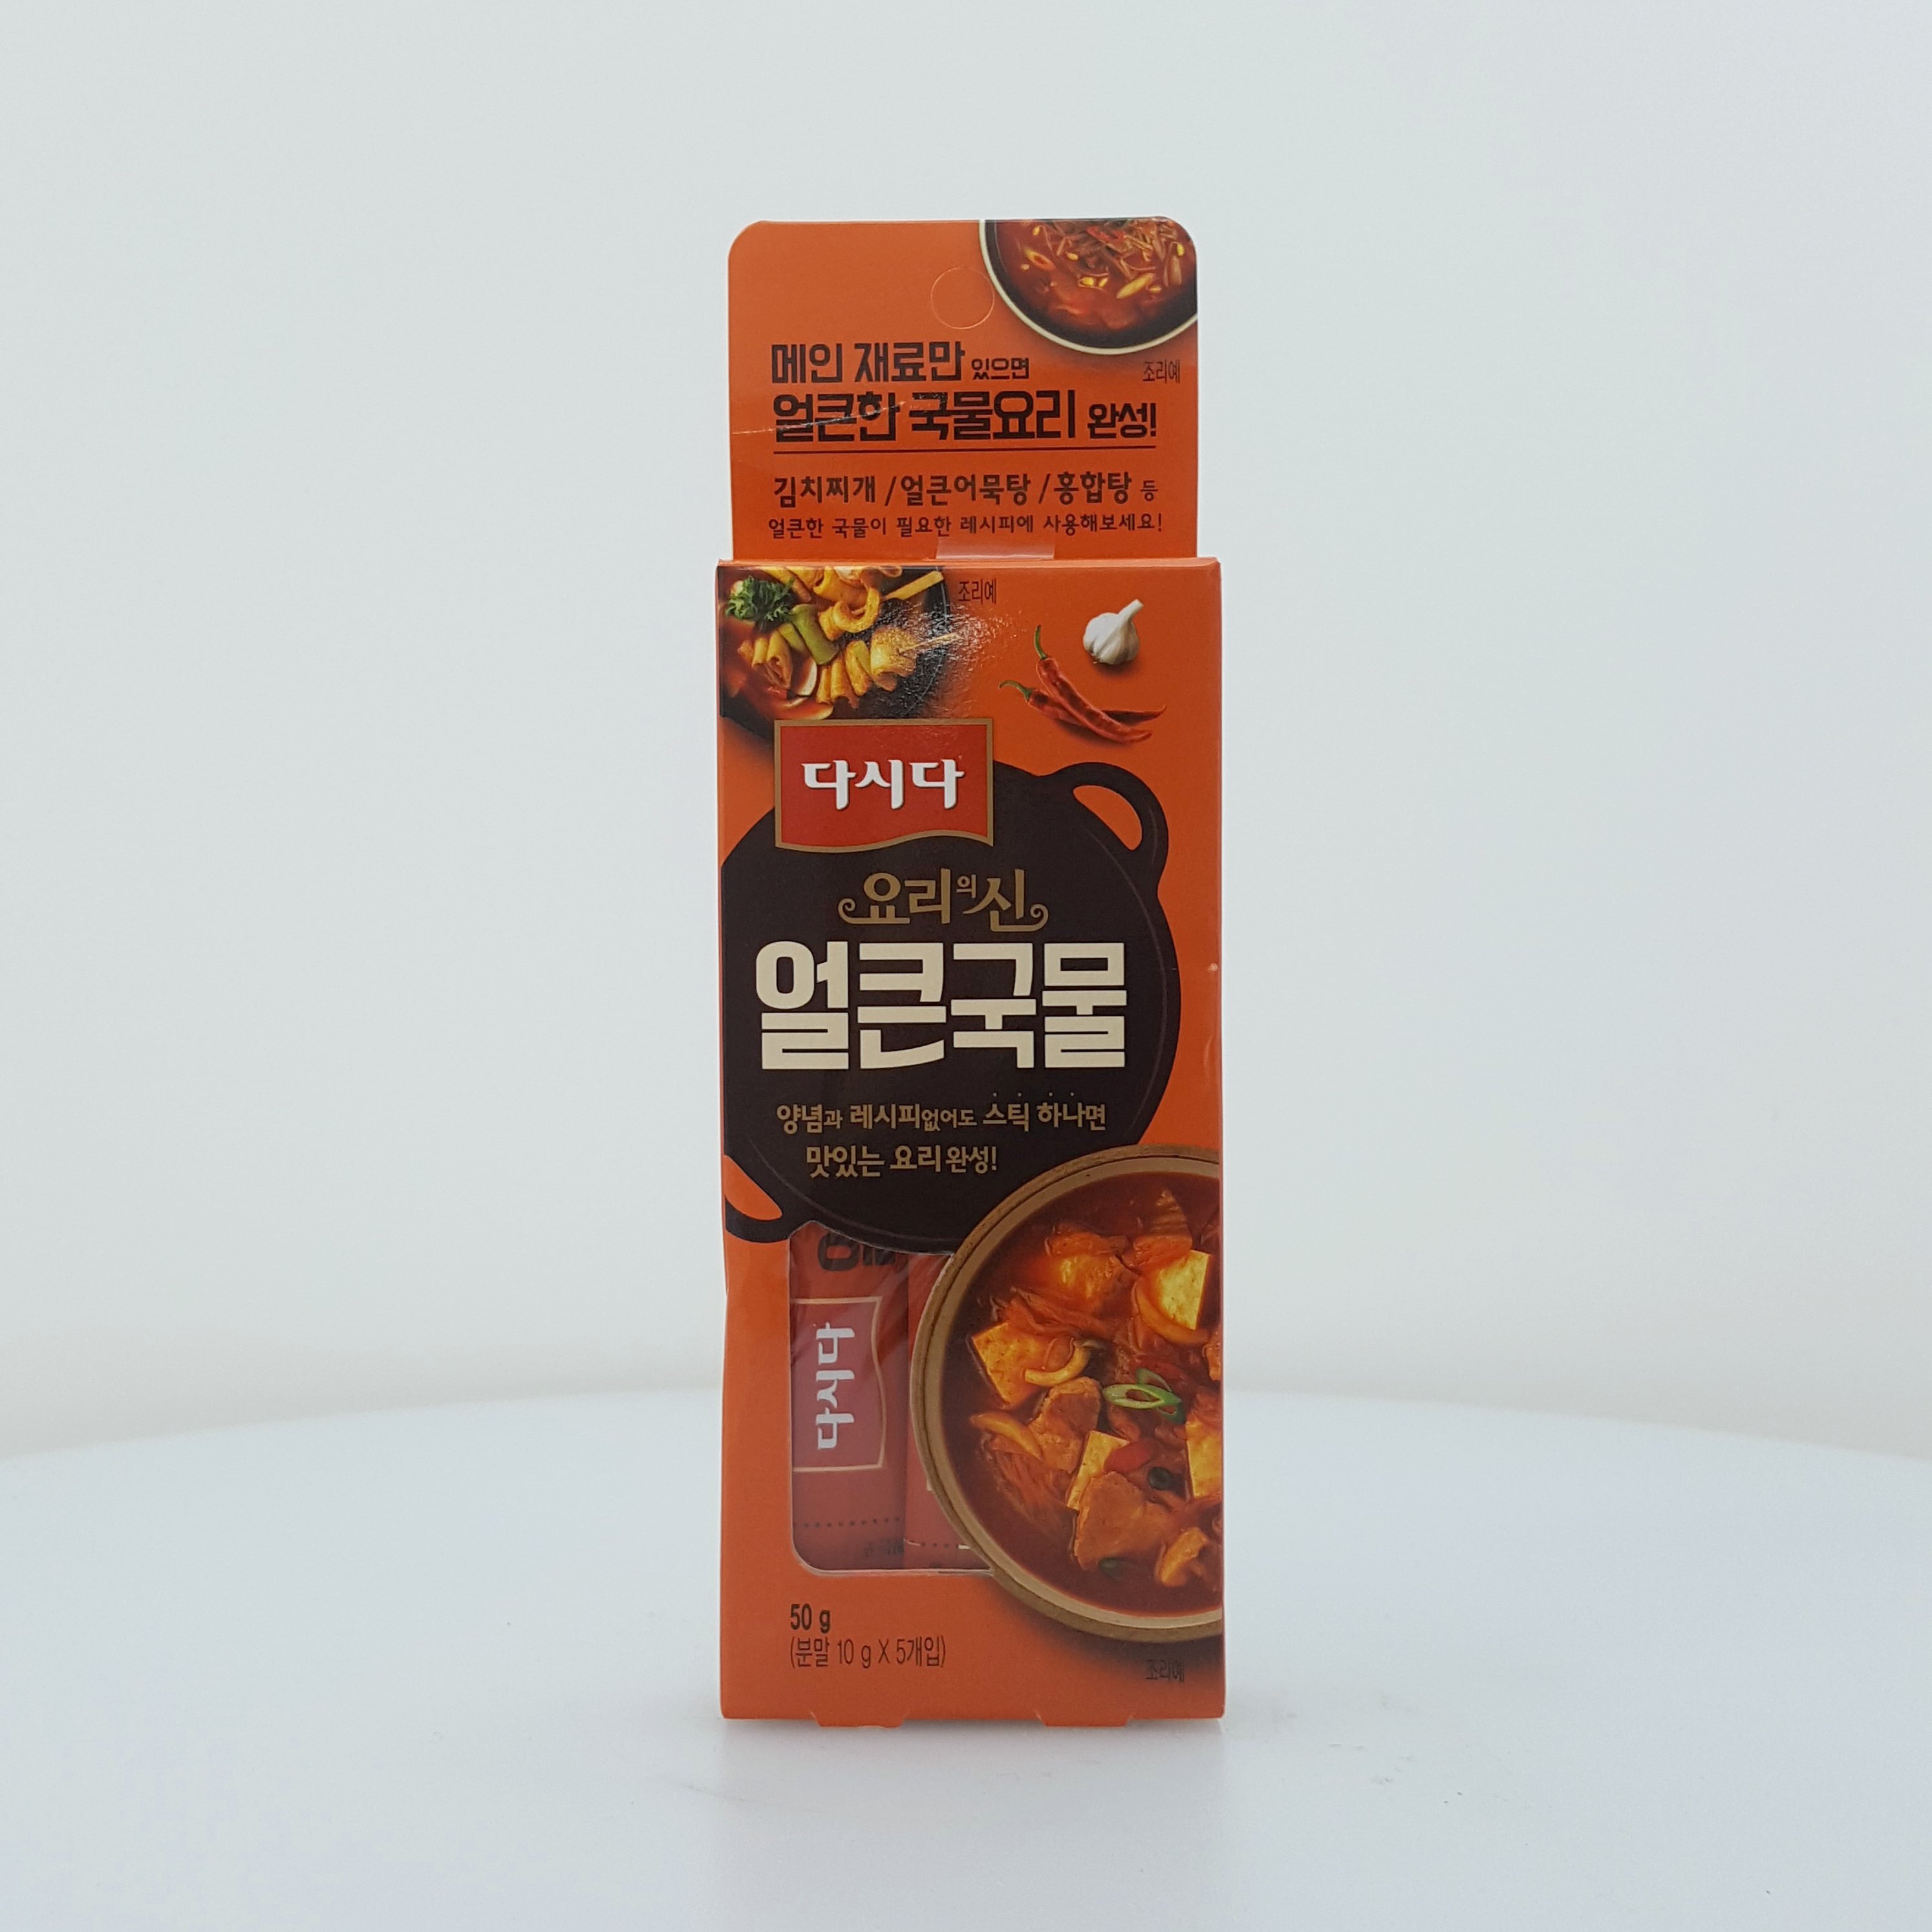 메인 재료만 있으면
조리예
얼큰한 국물요리 완성!
김치찌개 / 얼큰어묵탕 / 홍합탕 등
얼큰한 국물이 필요한 레시피에 사용해보세요!
조리예
다시다
요리의신
얼큰국물
양념과 레시피없어도 스틱 하나면
맛있는 요리 완성!
다시다
50 g
(분말 10 g X 5개입)
조리예